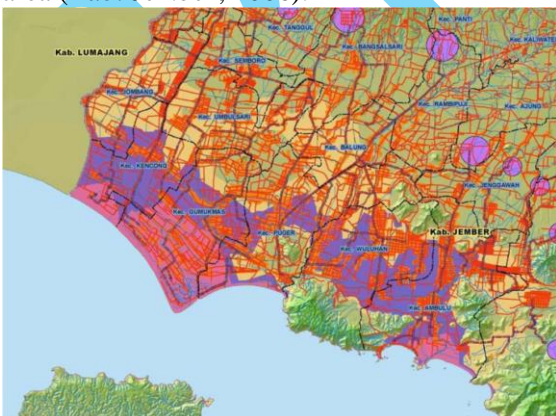 Kec. TANGGUL
Kec. PANTI
Kec. BANGSALSARI
Kec. KALIWATES
Kab. LUMAJANG
Kec. SEMBORO
Kec. RAMBIPUJI
Kec. AJUNG
Kec. JOMBANG
Kec. UMBULSARI
Kec. BALUNG
Kec. KENCONG
Kec. JENGGAWAH
Kec. GUMUKMAS
Kec. PUGER
Kab. JEMBER
Kec. WULUHAN
Kec. AMBULU